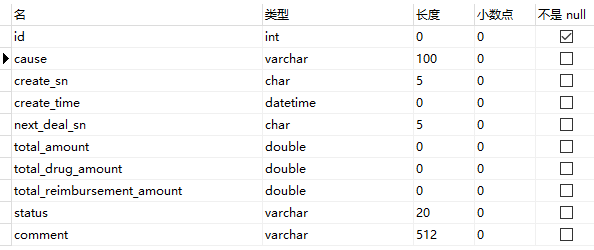 名 类型 长度 小数点 不是 null
id int 0 0
cause varchar 100 0
create_sn char 5 0
create_time datetime 0 0
next_deal_sn char 5 0
total_amount double 0 0
total_drug_amount double 0 0
total_reimbursement_amount double 0 0
status varchar 20 0
comment varchar 512 0